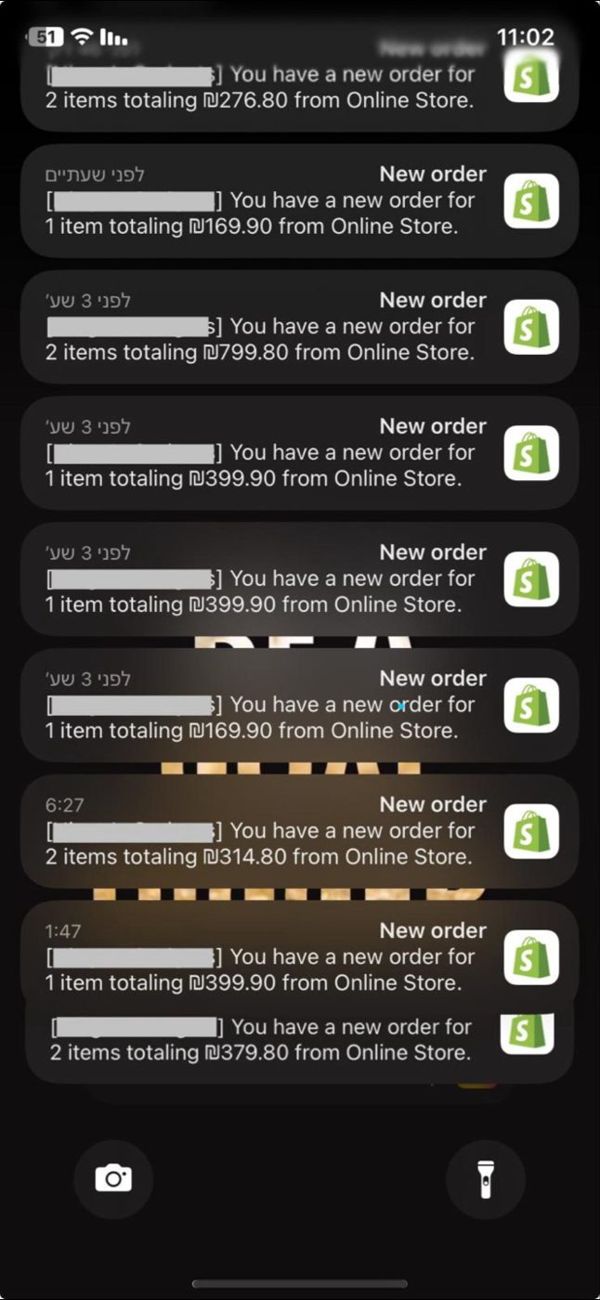 51
11:02
New order
] You have a new order for
2 items totaling ₪276.80 from Online Store.
לפני שעתיים
New order
[ ] You have a new order for
1 item totaling ₪169.90 from Online Store.
לפני 3 שע׳
New order
s] You have a new order for
2 items totaling ₪799.80 from Online Store.
לפני 3 שע׳
New order
[ ] You have a new order for
1 item totaling ₪399.90 from Online Store.
לפני 3 שע׳
New order
[ s] You have a new order for
1 item totaling ₪399.90 from Online Store.
לפני 3 שע׳
New order
[ s] You have a new order for
1 item totaling ₪169.90 from Online Store.
6:27
New order
[ s] You have a new order for
2 items totaling ₪314.80 from Online Store.
1:47
New order
[ ] You have a new order for
1 item totaling ₪399.90 from Online Store.
[ ] You have a new order for
2 items totaling ₪379.80 from Online Store.